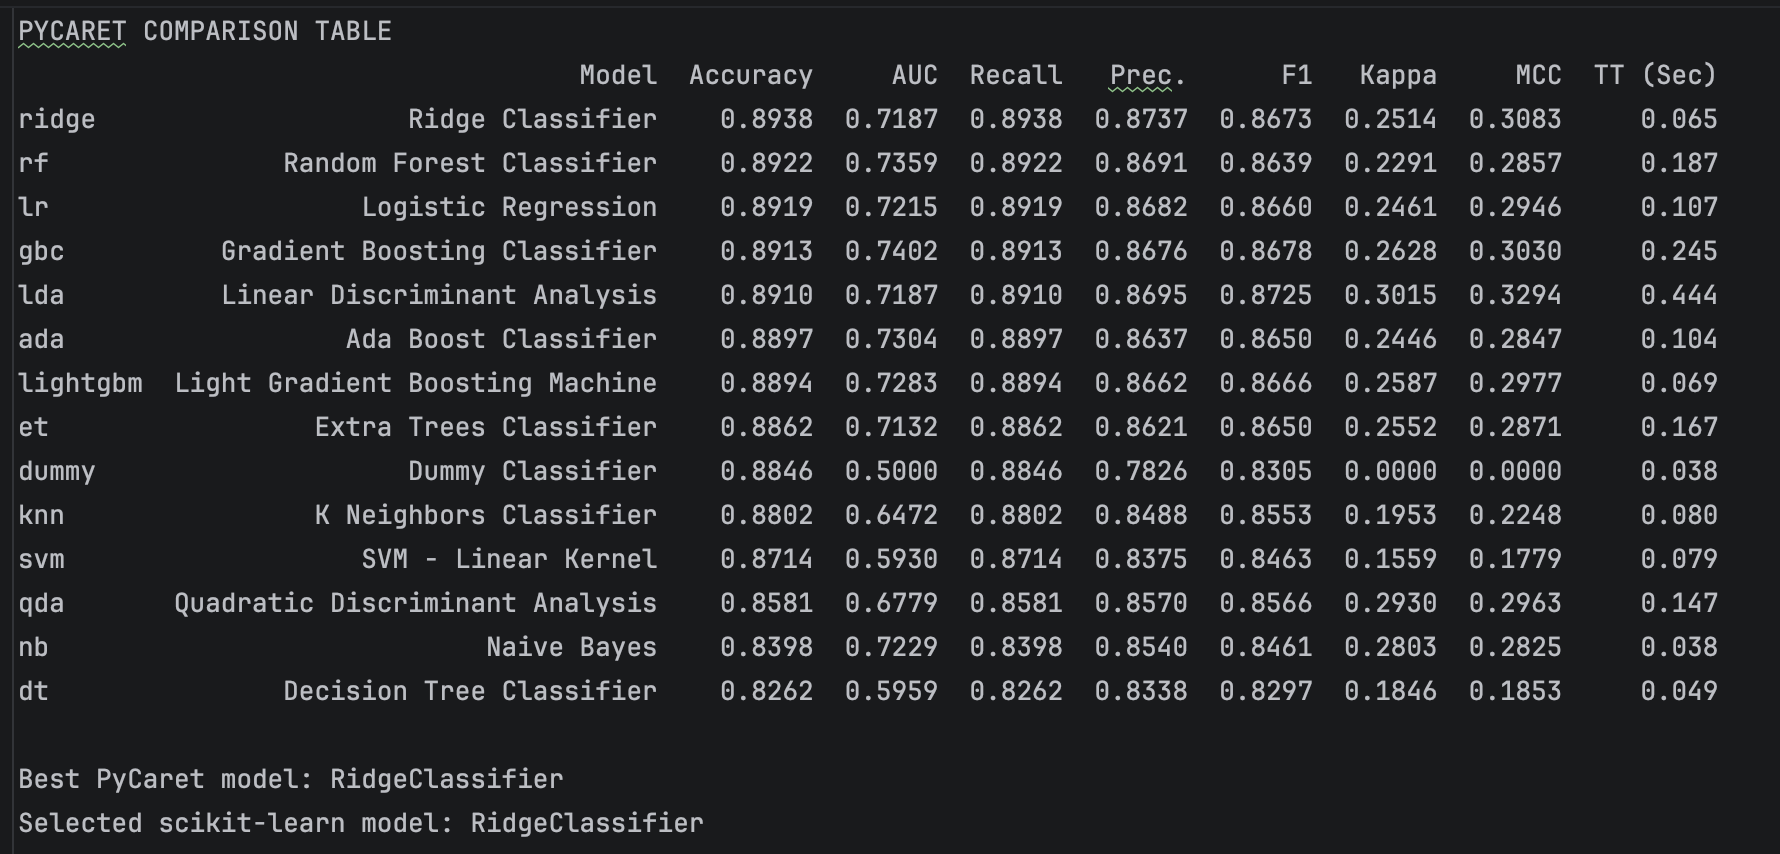 PYCARET COMPARISON TABLE
Model Accuracy AUC Recall Prec. F1 Kappa MCC TT (Sec)
ridge Ridge Classifier 0.8938 0.7187 0.8938 0.8737 0.8673 0.2514 0.3083 0.065
rf Random Forest Classifier 0.8922 0.7359 0.8922 0.8691 0.8639 0.2291 0.2857 0.187
lr Logistic Regression 0.8919 0.7215 0.8919 0.8682 0.8660 0.2461 0.2946 0.107
gbc Gradient Boosting Classifier 0.8913 0.7402 0.8913 0.8676 0.8678 0.2628 0.3030 0.245
lda Linear Discriminant Analysis 0.8910 0.7187 0.8910 0.8695 0.8725 0.3015 0.3294 0.444
ada Ada Boost Classifier 0.8897 0.7304 0.8897 0.8637 0.8650 0.2446 0.2847 0.104
lightgbm Light Gradient Boosting Machine 0.8894 0.7283 0.8894 0.8662 0.8666 0.2587 0.2977 0.069
et Extra Trees Classifier 0.8862 0.7132 0.8862 0.8621 0.8650 0.2552 0.2871 0.167
dummy Dummy Classifier 0.8846 0.5000 0.8846 0.7826 0.8305 0.0000 0.0000 0.038
knn K Neighbors Classifier 0.8802 0.6472 0.8802 0.8488 0.8553 0.1953 0.2248 0.080
svm SVM - Linear Kernel 0.8714 0.5930 0.8714 0.8375 0.8463 0.1559 0.1779 0.079
qda Quadratic Discriminant Analysis 0.8581 0.6779 0.8581 0.8570 0.8566 0.2930 0.2963 0.147
nb Naive Bayes 0.8398 0.7229 0.8398 0.8540 0.8461 0.2803 0.2825 0.038
dt Decision Tree Classifier 0.8262 0.5959 0.8262 0.8338 0.8297 0.1846 0.1853 0.049
Best PyCaret model: RidgeClassifier
Selected scikit-learn model: RidgeClassifier